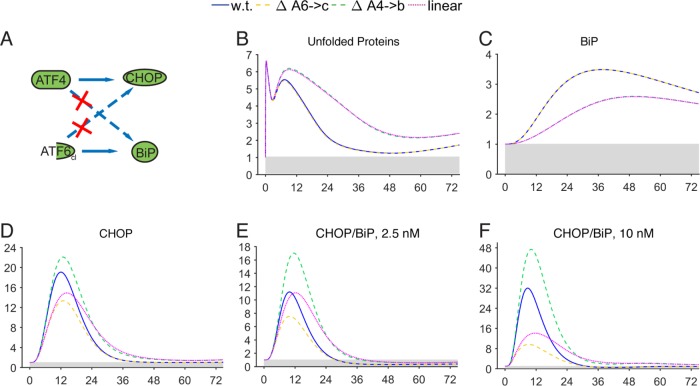 w.t. Δ A6->c Δ A4->b linear
A
ATF4 CHOP
ATF6d BiP
B Unfolded Proteins
7
6
5
4
3
2
1
0 12 24 36 48 60 72
C BiP
4
3
2
1
0
0 12 24 36 48 60 72
D CHOP
24
20
16
12
8
4
0
0 12 24 36 48 60 72
E CHOP/BiP, 2.5 nM
18
16
14
12
10
8
6
4
2
0
0 12 24 36 48 60 72
F CHOP/BiP, 10 nM
48
40
32
24
16
8
0
0 12 24 36 48 60 72